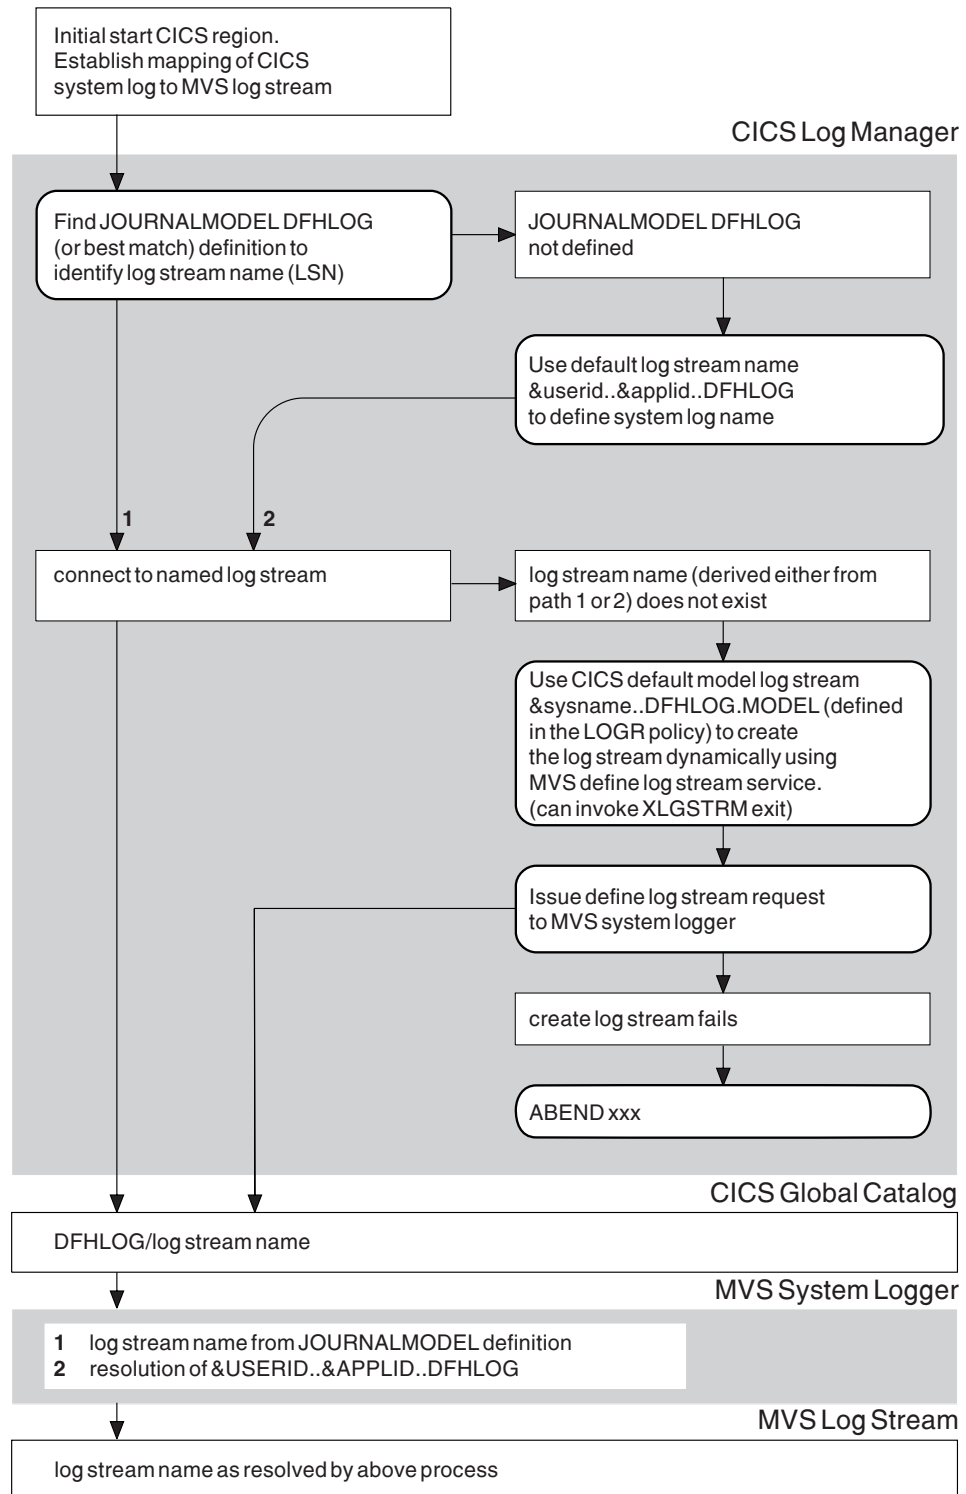 Initial start CICS region.
Establish mapping of CICS
system log to MVS log stream
CICS Log Manager
Find JOURNALMODEL DFHLOG
(or best match) definition to
identify log stream name (LSN)
JOURNALMODEL DFHLOG
not defined
Use default log stream name
&userid..&applid..DFHLOG
to define system log name
1
2
connect to named log stream
log stream name (derived either from
path 1 or 2) does not exist
Use CICS default model log stream
&sysname..DFHLOG.MODEL (defined
in the LOGR policy) to create
the log stream dynamically using
MVS define log stream service.
(can invoke XLGSTRM exit)
Issue define log stream request
to MVS system logger
create log stream fails
ABEND xxx
CICS Global Catalog
DFHLOG/log stream name
MVS System Logger
1 log stream name from JOURNALMODEL definition
2 resolution of &USERID..&APPLID..DFHLOG
MVS Log Stream
log stream name as resolved by above process